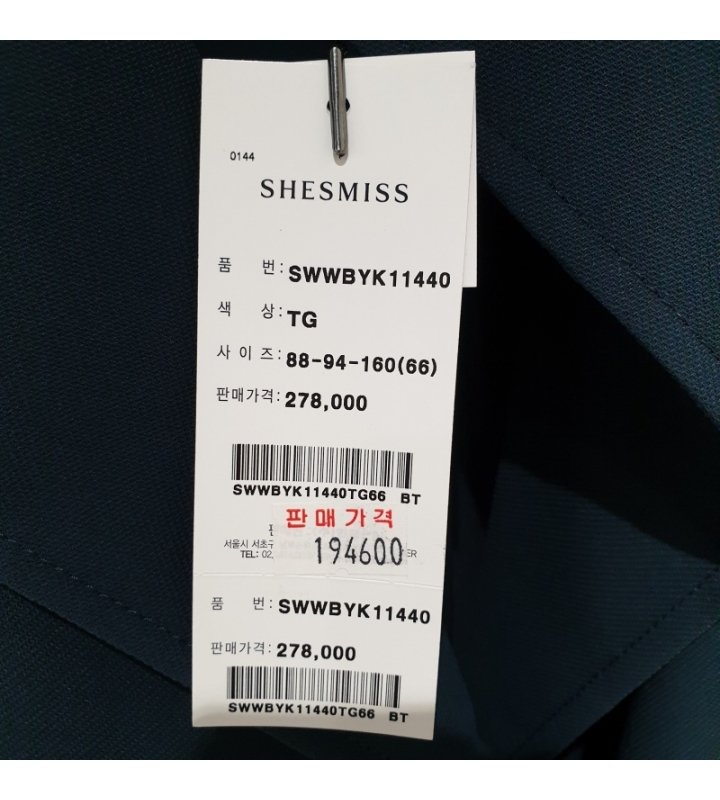 0144
SHESMISS
품 번: SWWBYK11440
색 상: TG
사 이 즈: 88-94-160(66)
판매가격: 278,000
SWWBYK11440TG66 BT
판매가격
194600
서울시 서초구
TEL: 02
품 번: SWWBYK11440
판매가격: 278,000
SWWBYK11440TG66 BT